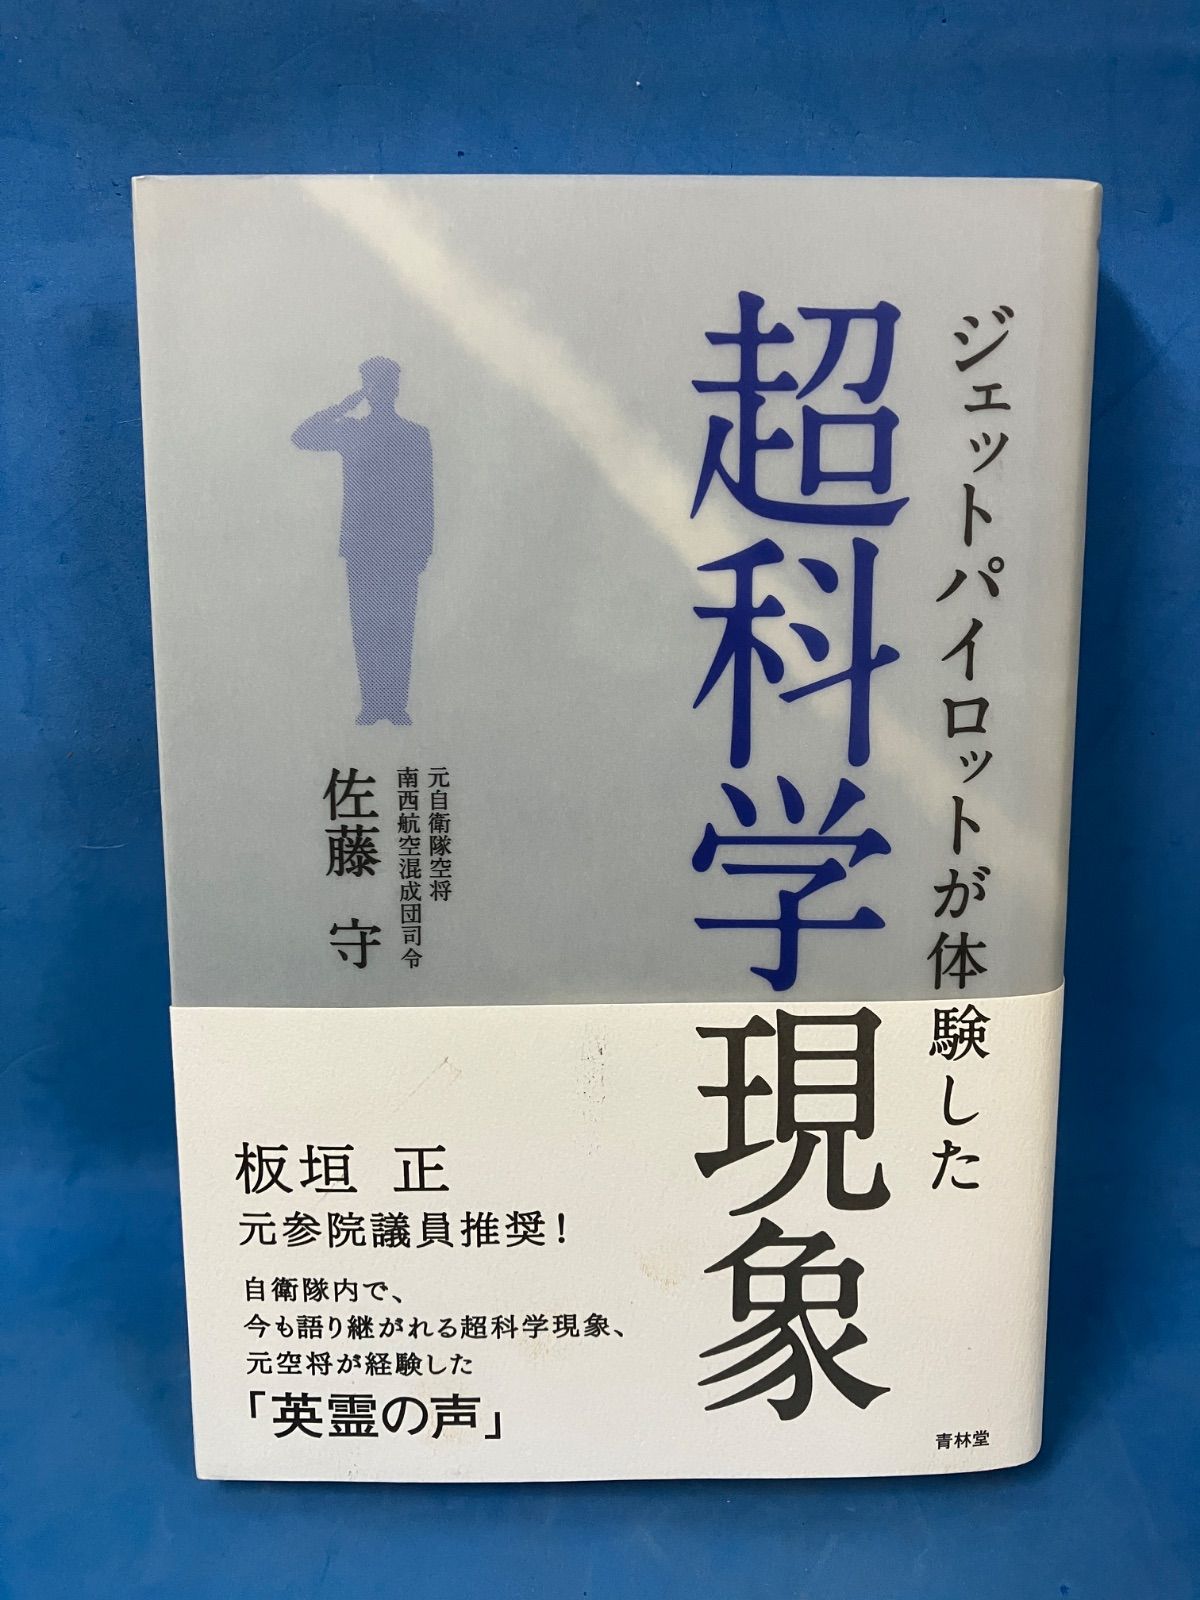 ジェットパイロットが体験した
超科学現象
元自衛隊空将
南西航空混成団司令
佐藤 守
板垣 正
元参院議員推奨!
自衛隊内で、
今も語り継がれる超科学現象、
元空将が経験した
「英霊の声」
青林堂